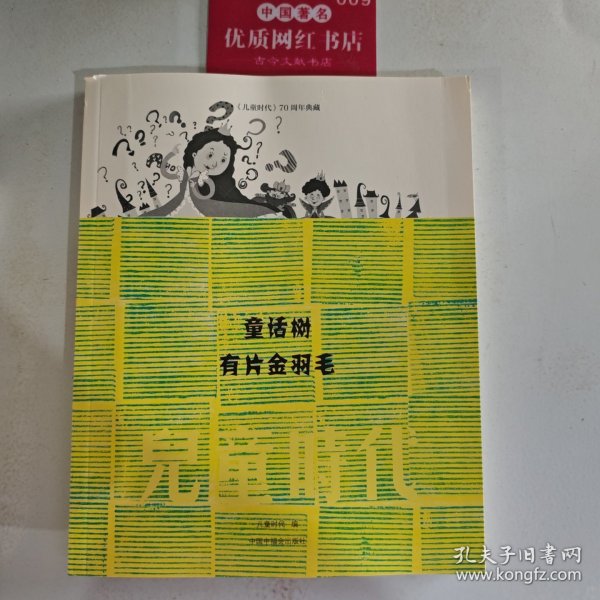 009
中国著名
优质网红书店
古今文献书店
《儿童时代》70周年典藏
童话树
有片金羽毛
兒童時代
儿童时代 编
中国中福会出版社
孔夫子旧书网
www.kongfz.com